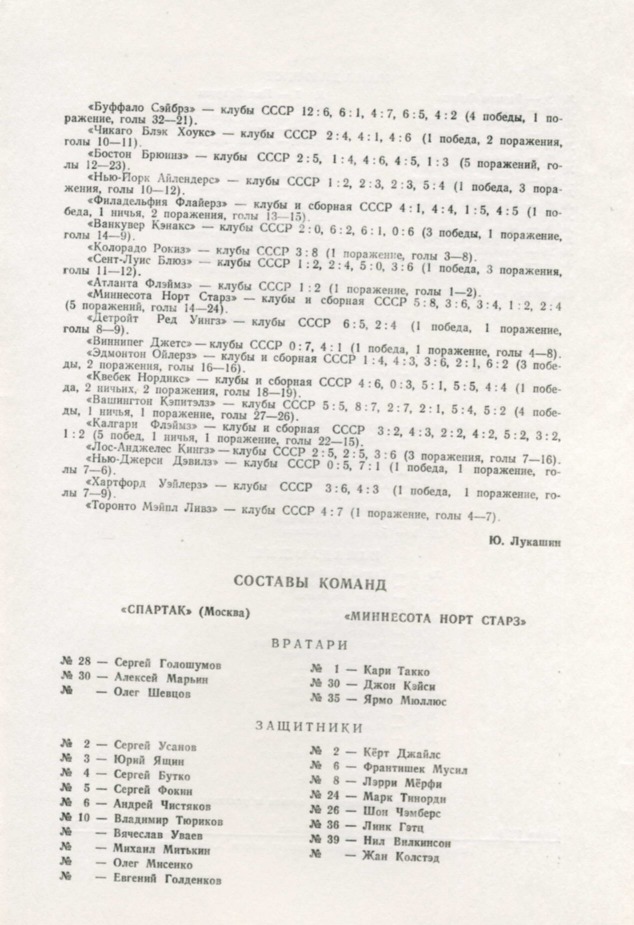 «Буффало Сэйбрз» — клубы СССР 12:6, 6:1, 4:7, 6:5, 4:2 (4 победы, 1 по-
ражение, голы 32—21).
«Чикаго Блэк Хоукс» — клубы СССР 2:4, 4:1, 4:6 (1 победа, 2 поражения,
голы 10—11).
«Бостон Брюинз» — клубы СССР 2:5, 1:4, 4:6, 4:5, 1:3 (5 поражений, го-
лы 12—23).
«Нью-Йорк Айлендерс» — клубы СССР 1:2, 2:3, 2:3, 5:4 (1 победа, 3 пора-
жения, голы 10—12).
«Филадельфия Флайерз» — клубы и сборная СССР 4:1, 4:4, 1:5, 4:5 (1 по-
беда, 1 ничья, 2 поражения, голы 13—15).
«Ванкувер Кэнакс» — клубы СССР 2:0, 6:2, 6:1, 0:6 (3 победы, 1 поражение,
голы 14—9).
«Колорадо Рокиз» — клубы СССР 3:8 (1 поражение, голы 3—8).
«Сент-Луис Блюз» — клубы СССР 1:2, 2:4, 5:0, 3:6 (1 победа, 3 поражения,
голы 11—12).
«Атланта Флэймз» — клубы СССР 1:2 (1 поражение, голы 1—2).
«Миннесота Норт Старз» — клубы и сборная СССР 5:8, 3:6, 3:4, 1:2, 2:4
(5 поражений, голы 14—24).
«Детройт Ред Уингз» — клубы СССР 6:5, 2:4 (1 победа, 1 поражение,
голы 8—9).
«Виннипег Джетс» — клубы СССР 0:7, 4:1 (1 победа, 1 поражение, голы 4—8).
«Эдмонтон Ойлерз» — клубы и сборная СССР 1:4, 4:3, 3:6, 2:1, 6:2 (3 побе-
ды, 2 поражения, голы 16—16).
«Квебек Нордикс» — клубы и сборная СССР 4:6, 0:3, 5:1, 5:5, 4:4 (1 побе-
да, 2 ничьих, 2 поражения, голы 18—19).
«Вашингтон Кэпитэлз» — клубы СССР 5:5, 8:7, 2:7, 2:1, 5:4, 5:2 (4 побе-
ды, 1 ничья, 1 поражение, голы 27—26).
«Калгари Флэймз» — клубы и сборная СССР 3:2, 4:3, 2:2, 4:2, 5:2, 3:2,
1:2 (5 побед, 1 ничья, 1 поражение, голы 22—15).
«Лос-Анджелес Кингз» — клубы СССР 2:5, 2:5, 3:6 (3 поражения, голы 7—16).
«Нью-Джерси Дэвилз» — клубы СССР 0:5, 7:1 (1 победа, 1 поражение, го-
лы 7—6).
«Хартфорд Уэйлерз» — клубы СССР 3:6, 4:3 (1 победа, 1 поражение, го-
лы 7—9).
«Торонто Мэйпл Ливз» — клубы СССР 4:7 (1 поражение, голы 4—7).
Ю. Лукашин
СОСТАВЫ КОМАНД
«СПАРТАК» (Москва)
«МИННЕСОТА НОРТ СТАРЗ»
ВРАТАРИ
№ 28 — Сергей Голошумов
№ 30 — Алексей Марьин
№ — Олег Шевцов
№ 1 — Кари Такко
№ 30 — Джон Кэйси
№ 35 — Ярмо Мюллюс
ЗАЩИТНИКИ
№ 2 — Сергей Усанов
№ 3 — Юрий Ящин
№ 4 — Сергей Бутко
№ 5 — Сергей Фокин
№ 6 — Андрей Чистяков
№ 10 — Владимир Тюриков
№ — Вячеслав Уваев
№ — Михаил Митькин
№ — Олег Мисенко
№ — Евгений Голденков
№ 2 — Кёрт Джайлс
№ 6 — Франтишек Мусил
№ 8 — Лэрри Мёрфи
№ 24 — Марк Тинорди
№ 26 — Шон Чэмберс
№ 36 — Линк Гэтц
№ 39 — Нил Вилкинсон
№ — Жан Колстэд